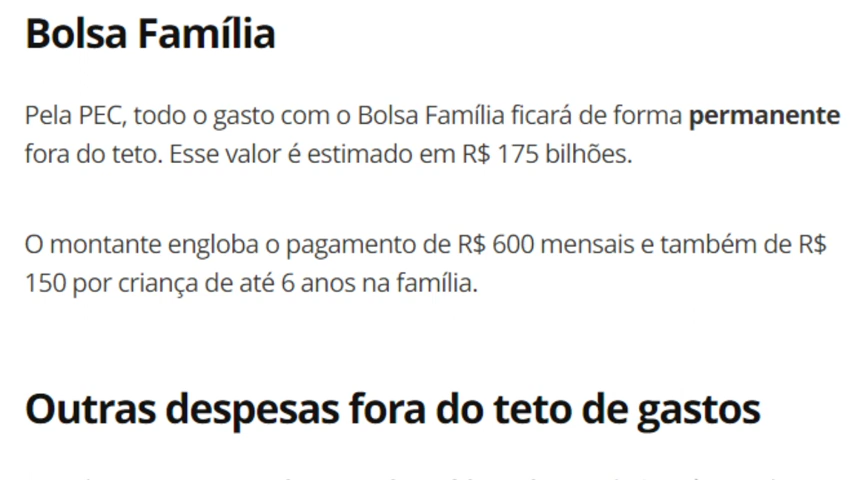 Bolsa Família
Pela PEC, todo o gasto com o Bolsa Família ficará de forma permanente
fora do teto. Esse valor é estimado em R$ 175 bilhões.
O montante engloba o pagamento de R$ 600 mensais e também de R$
150 por criança de até 6 anos na família.
Outras despesas fora do teto de gastos